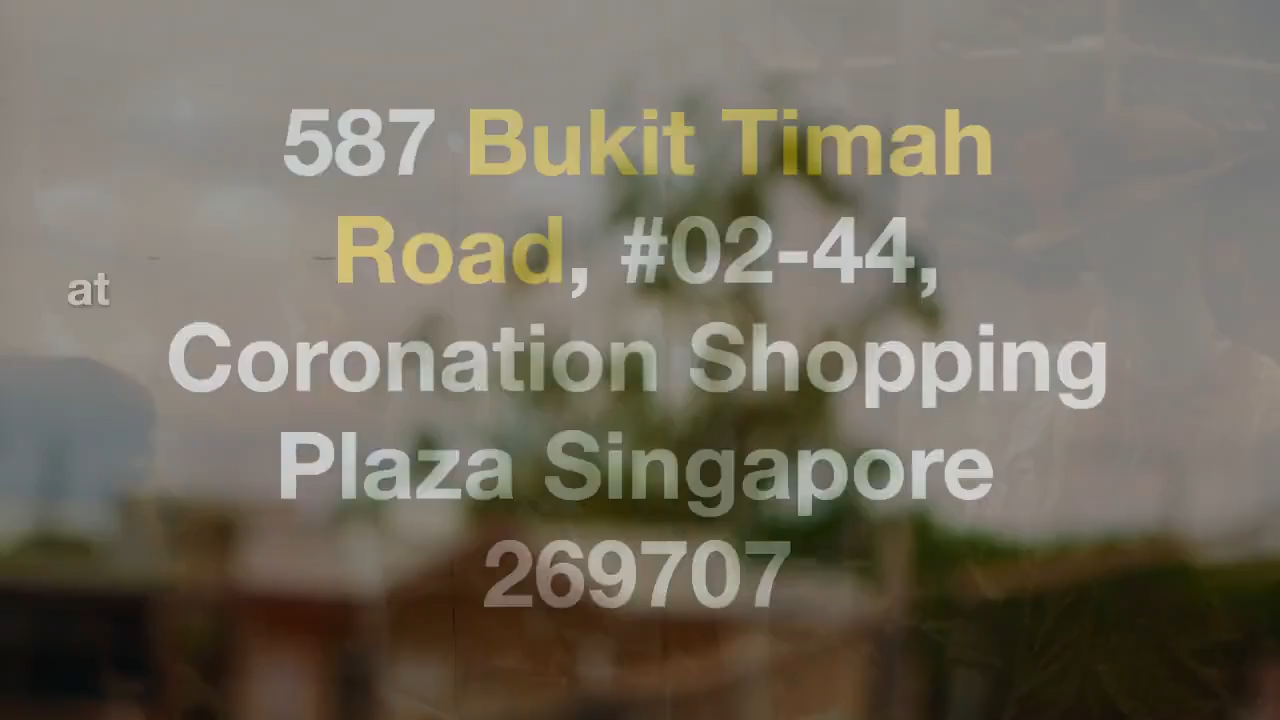 587 Bukit Timah
Road, #02-44,
at
Coronation Shopping
Plaza Singapore
269707